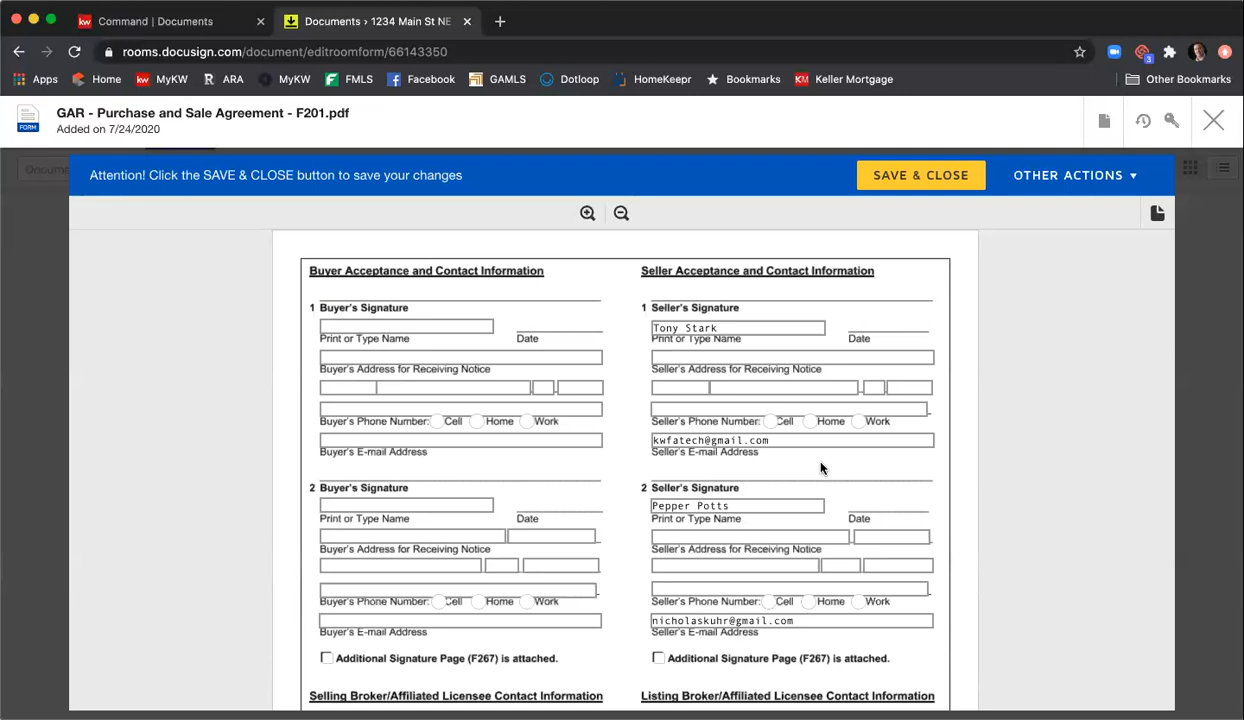 Command | Documents
Documents › 1234 Main St NE
rooms.docusign.com/document/editroomform/66143350
3
Apps Home kw MyKW R ARA MyKW FMLS Facebook GAMLS Dotloop HomeKeepr Bookmarks KM Keller Mortgage Other Bookmarks
GAR - Purchase and Sale Agreement - F201.pdf
FORM
Added on 7/24/2020
Attention! Click the SAVE & CLOSE button to save your changes
SAVE & CLOSE
OTHER ACTIONS
Buyer Acceptance and Contact Information
1 Buyer's Signature
Print or Type Name Date
Buyer's Address for Receiving Notice
Buyer's Phone Number: Cell Home Work
Buyer's E-mail Address
2 Buyer's Signature
Print or Type Name Date
Buyer's Address for Receiving Notice
Buyer's Phone Number: Cell Home Work
Buyer's E-mail Address
Additional Signature Page (F267) is attached.
Selling Broker/Affiliated Licensee Contact Information
Seller Acceptance and Contact Information
1 Seller's Signature
Tony Stark
Print or Type Name Date
Seller's Address for Receiving Notice
Seller's Phone Number: Cell Home Work
kwfatech@gmail.com
Seller's E-mail Address
2 Seller's Signature
Pepper Potts
Print or Type Name Date
Seller's Address for Receiving Notice
Seller's Phone Number: Cell Home Work
nicholaskuhr@gmail.com
Seller's E-mail Address
Additional Signature Page (F267) is attached.
Listing Broker/Affiliated Licensee Contact Information